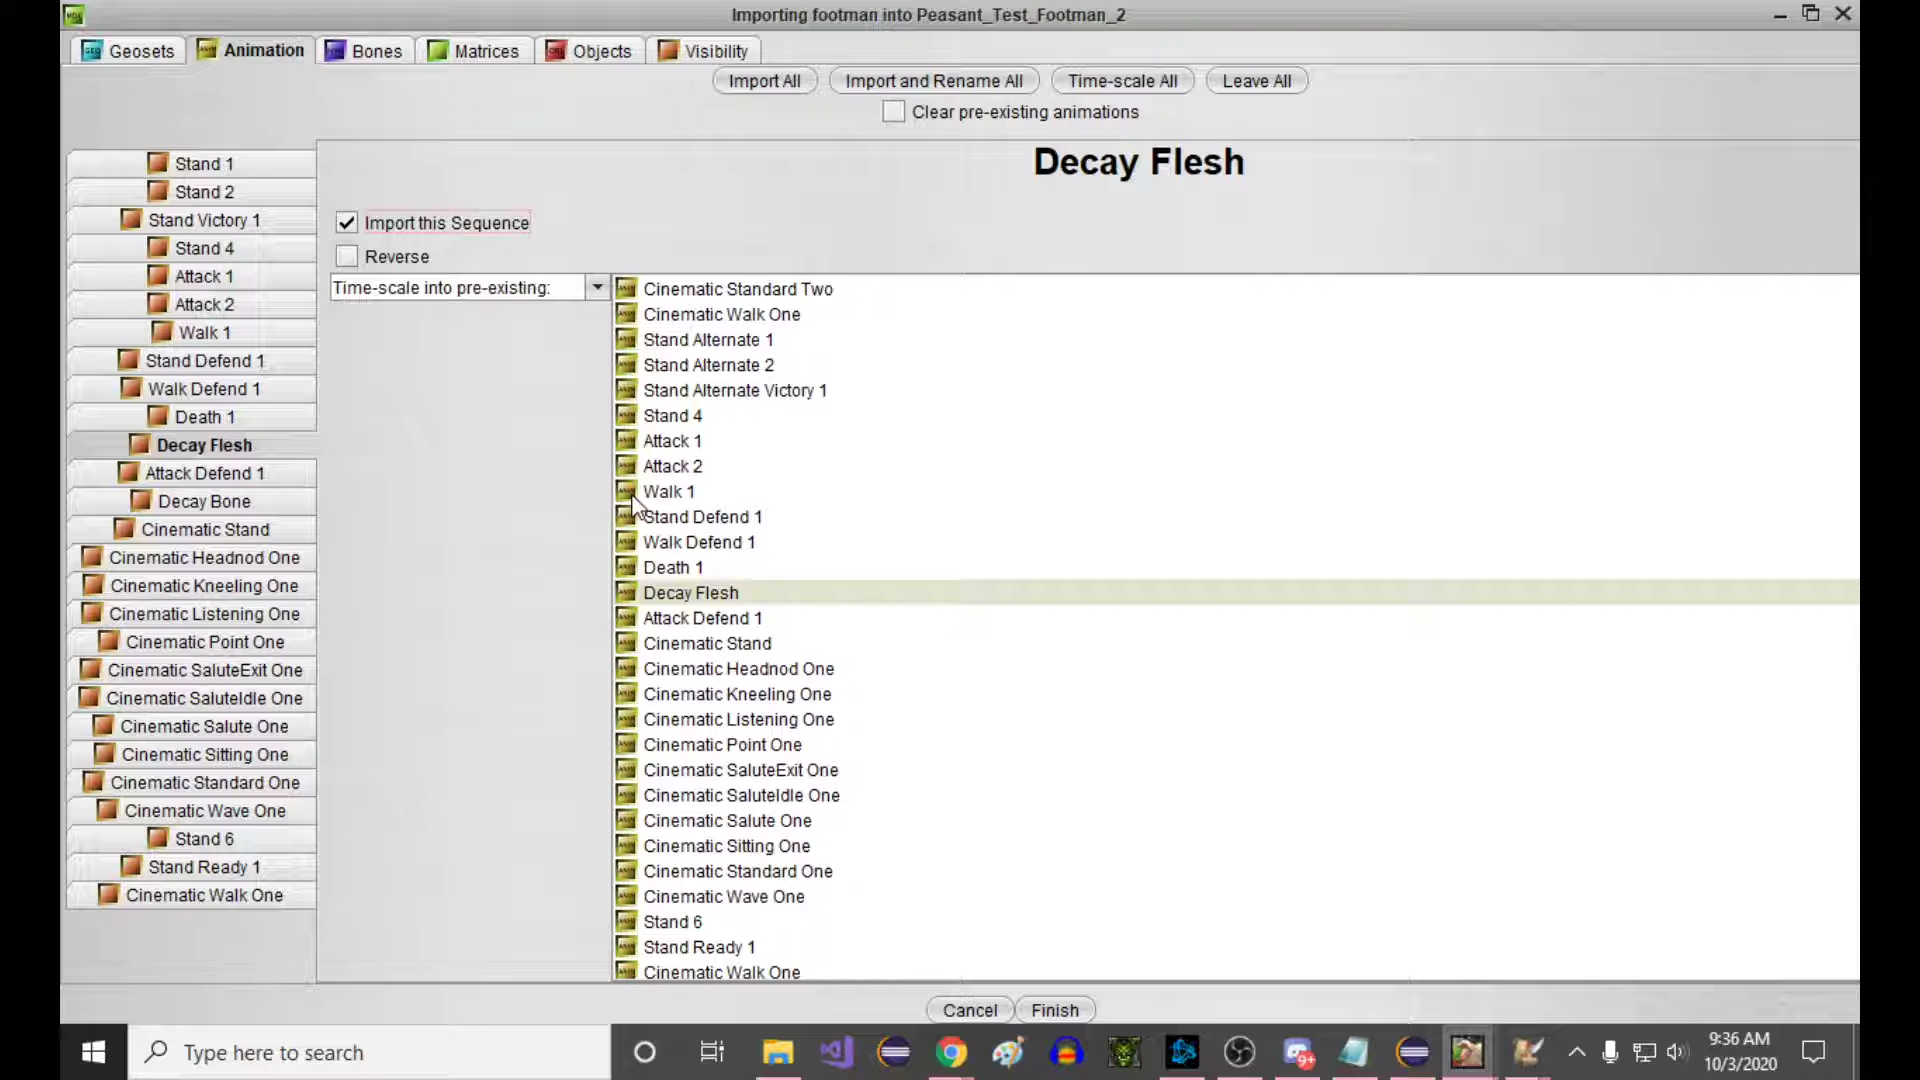 Importing footman into Peasant_Test_Footman_2
Geosets
Animation
Bones
Matrices
Objects
Visibility
Import All
Import and Rename All
Time-scale All
Leave All
Clear pre-existing animations
Stand 1
Stand 2
Stand Victory 1
Stand 4
Attack 1
Attack 2
Walk 1
Stand Defend 1
Walk Defend 1
Death 1
Decay Flesh
Attack Defend 1
Decay Bone
Cinematic Stand
Cinematic Headnod One
Cinematic Kneeling One
Cinematic Listening One
Cinematic Point One
Cinematic SaluteExit One
Cinematic SaluteIdle One
Cinematic Salute One
Cinematic Sitting One
Cinematic Standard One
Cinematic Wave One
Stand 6
Stand Ready 1
Cinematic Walk One
Decay Flesh
Import this Sequence
Reverse
Time-scale into pre-existing:
Cinematic Standard Two
Cinematic Walk One
Stand Alternate 1
Stand Alternate 2
Stand Alternate Victory 1
Stand 4
Attack 1
Attack 2
Walk 1
Stand Defend 1
Walk Defend 1
Death 1
Decay Flesh
Attack Defend 1
Cinematic Stand
Cinematic Headnod One
Cinematic Kneeling One
Cinematic Listening One
Cinematic Point One
Cinematic SaluteExit One
Cinematic SaluteIdle One
Cinematic Salute One
Cinematic Sitting One
Cinematic Standard One
Cinematic Wave One
Stand 6
Stand Ready 1
Cinematic Walk One
Cancel
Finish
Type here to search
9+
9:36 AM
10/3/2020